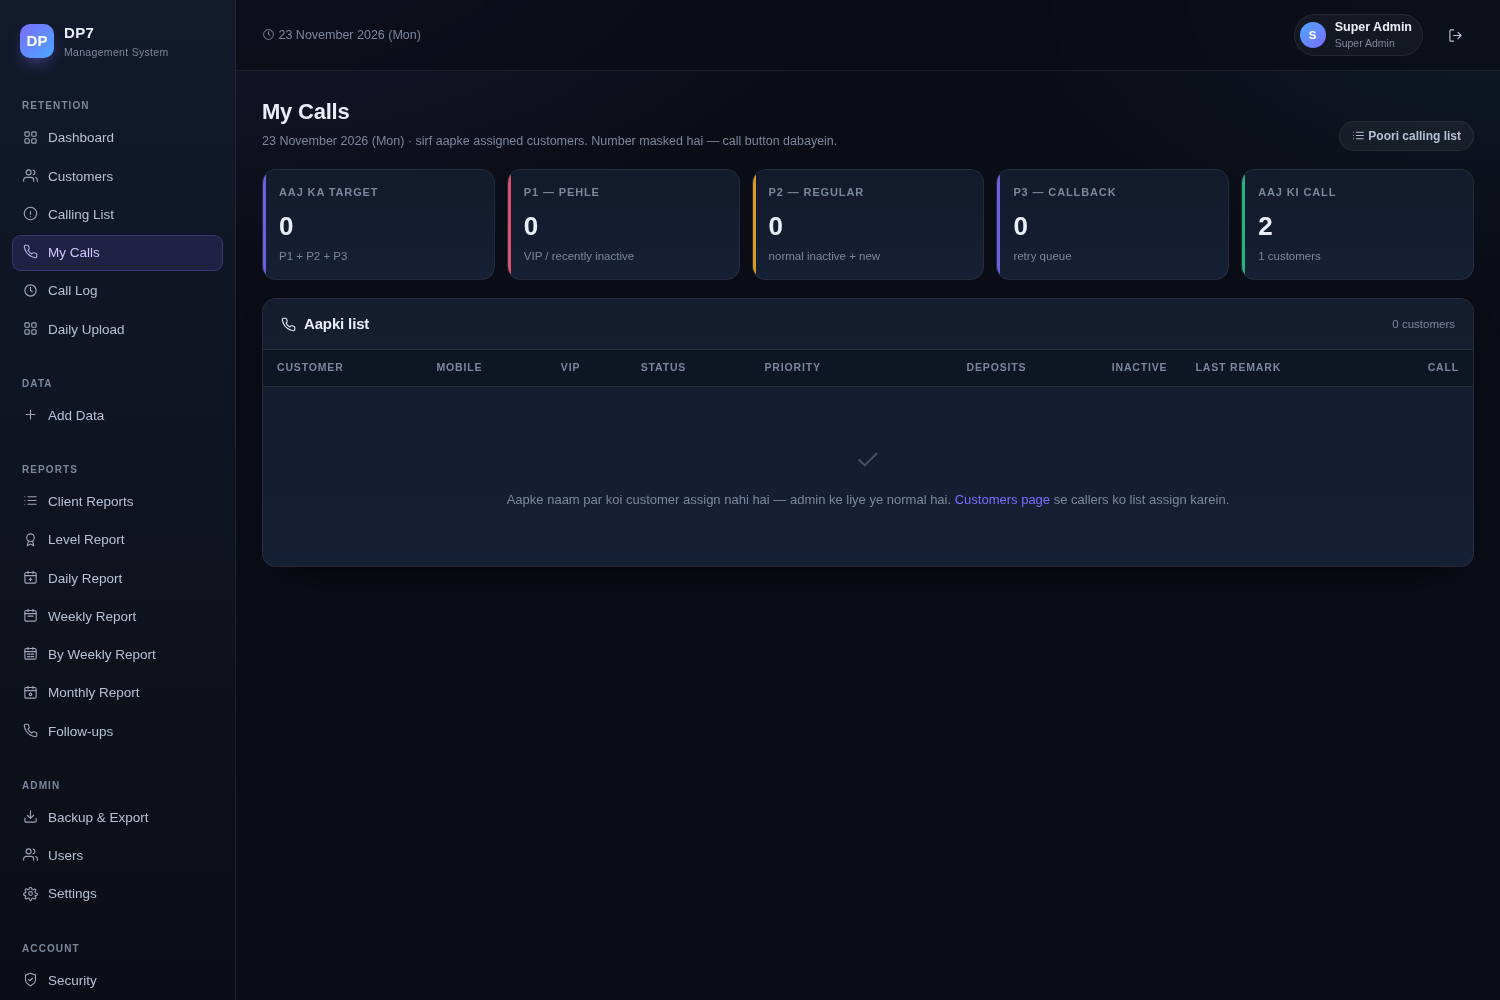 DP
DP7
Management System
RETENTION
Dashboard
Customers
Calling List
My Calls
Call Log
Daily Upload
DATA
Add Data
REPORTS
Client Reports
Level Report
Daily Report
Weekly Report
By Weekly Report
Monthly Report
Follow-ups
ADMIN
Backup & Export
Users
Settings
ACCOUNT
Security
23 November 2026 (Mon)
S
Super Admin
Super Admin
My Calls
23 November 2026 (Mon) · sirf aapke assigned customers. Number masked hai — call button dabayein.
Poori calling list
AAJ KA TARGET
0
P1 + P2 + P3
P1 — PEHLE
0
VIP / recently inactive
P2 — REGULAR
0
normal inactive + new
P3 — CALLBACK
0
retry queue
AAJ KI CALL
2
1 customers
Aapki list
0 customers
CUSTOMER MOBILE VIP STATUS PRIORITY DEPOSITS INACTIVE LAST REMARK CALL
Aapke naam par koi customer assign nahi hai — admin ke liye ye normal hai. Customers page se callers ko list assign karein.